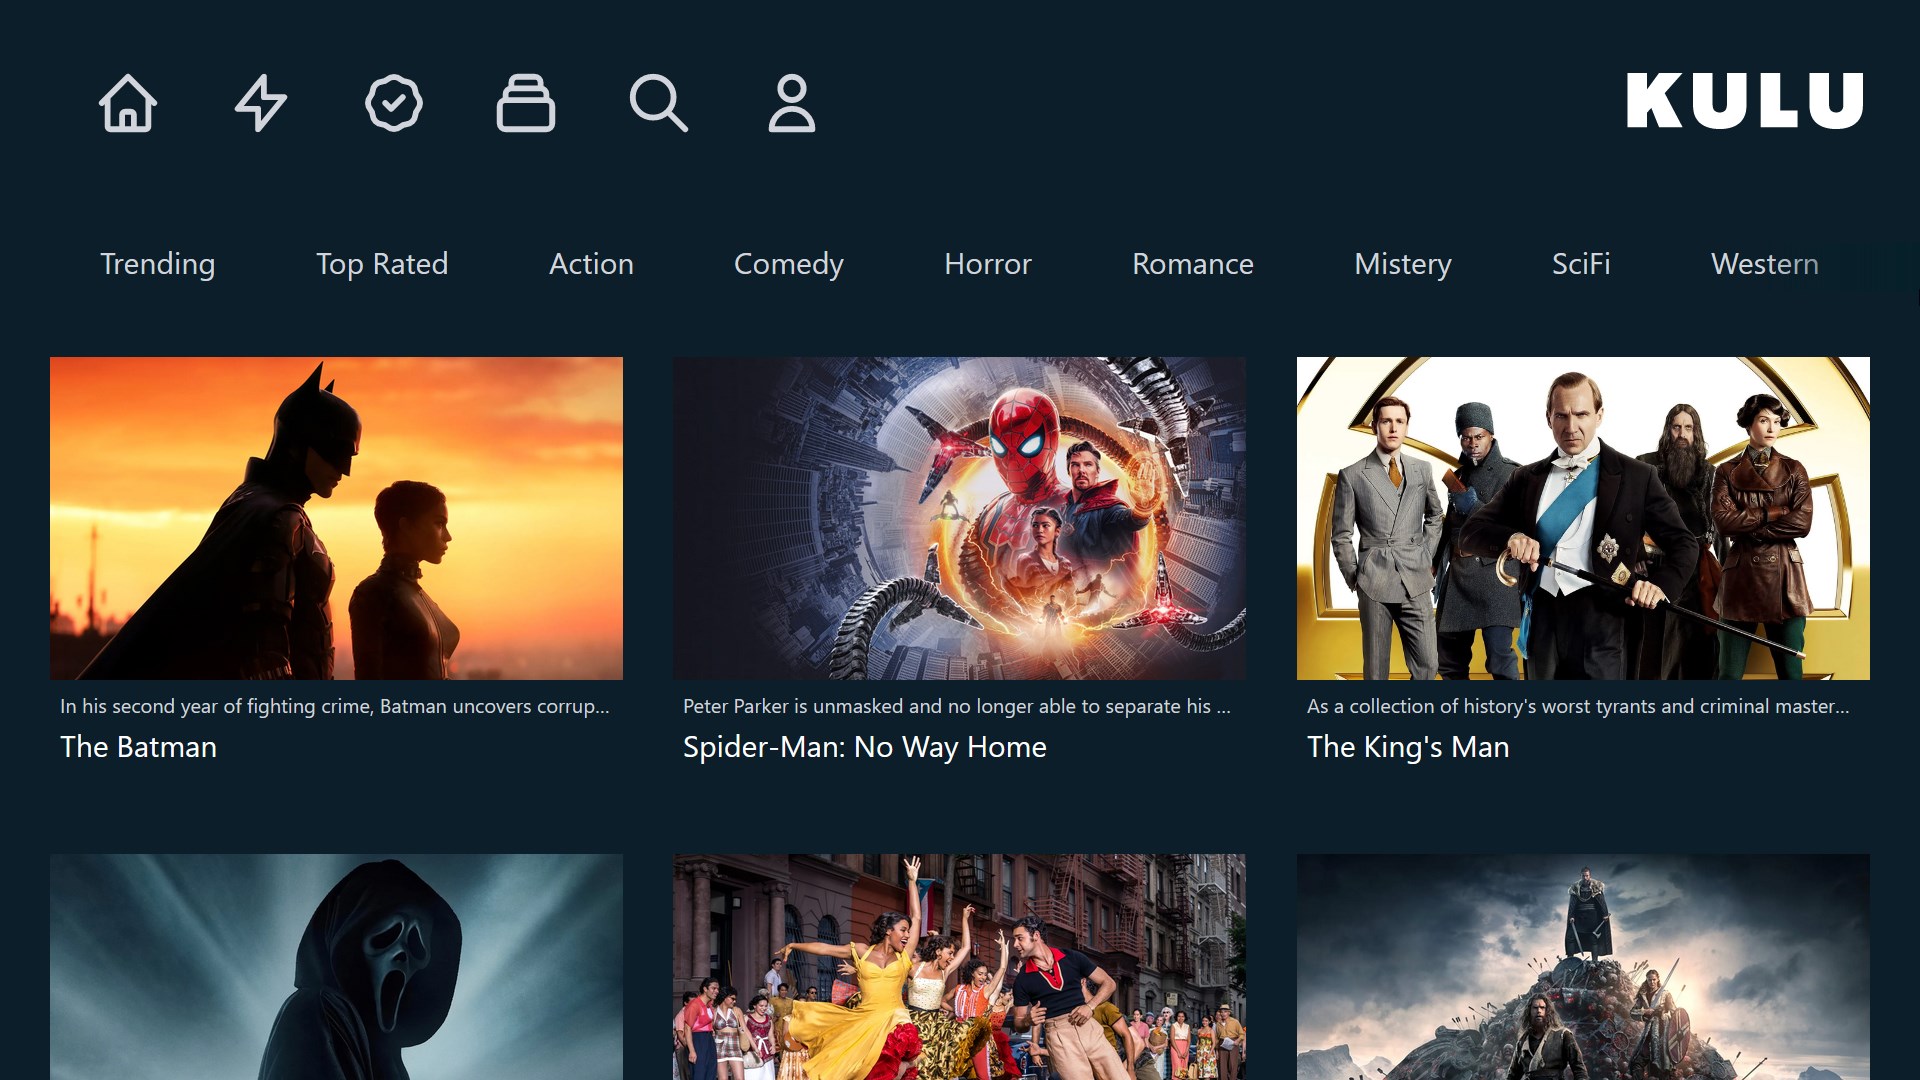 KULU
Trending Top Rated Action Comedy Horror Romance Mistery SciFi Western
In his second year of fighting crime, Batman uncovers corrup...
The Batman
Peter Parker is unmasked and no longer able to separate his ...
Spider-Man: No Way Home
As a collection of history's worst tyrants and criminal master...
The King's Man